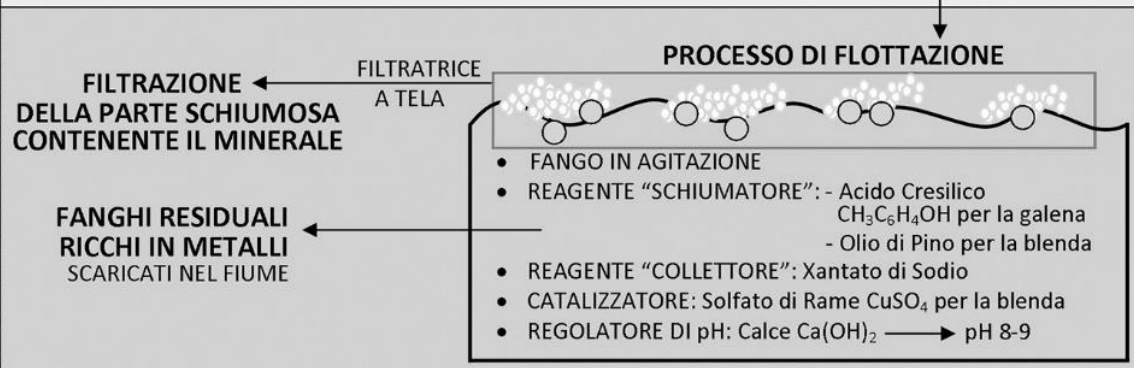 PROCESSO DI FLOTTAZIONE
FILTRATRICE
A TELA
FILTRAZIONE
DELLA PARTE SCHIUMOSA
CONTENENTE IL MINERALE
• FANGO IN AGITAZIONE
• REAGENTE “SCHIUMATORE”: - Acido Cresilico
CH₃C₆H₄OH per la galena
- Olio di Pino per la blenda
• REAGENTE “COLLETTORE”: Xantato di Sodio
• CATALIZZATORE: Solfato di Rame CuSO₄ per la blenda
• REGOLATORE DI pH: Calce Ca(OH)₂ → pH 8-9
FANGHI RESIDUALI
RICCHI IN METALLI
SCARICATI NEL FIUME